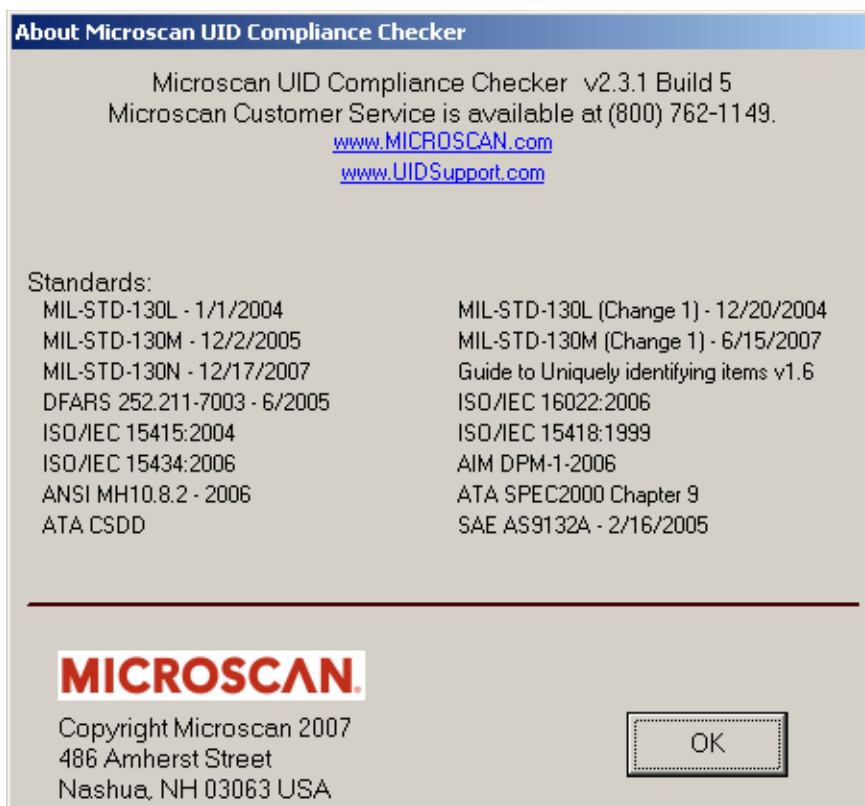 About Microscan UID Compliance Checker
Microscan UID Compliance Checker v2.3.1 Build 5
Microscan Customer Service is available at (800) 762-1149.
www.MICROSCAN.com
www.UIDSupport.com
Standards:
MIL-STD-130L - 1/1/2004
MIL-STD-130L (Change 1) - 12/20/2004
MIL-STD-130M - 12/2/2005
MIL-STD-130M (Change 1) - 6/15/2007
MIL-STD-130N - 12/17/2007
Guide to Uniquely identifying items v1.6
DFARS 252.211-7003 - 6/2005
ISO/IEC 16022:2006
ISO/IEC 15415:2004
ISO/IEC 15418:1999
ISO/IEC 15434:2006
AIM DPM-1-2006
ANSI MH10.8.2 - 2006
ATA SPEC2000 Chapter 9
ATA CSDD
SAE AS9132A - 2/16/2005
MICROSCAN.
Copyright Microscan 2007
486 Amherst Street
Nashua, NH 03063 USA
OK